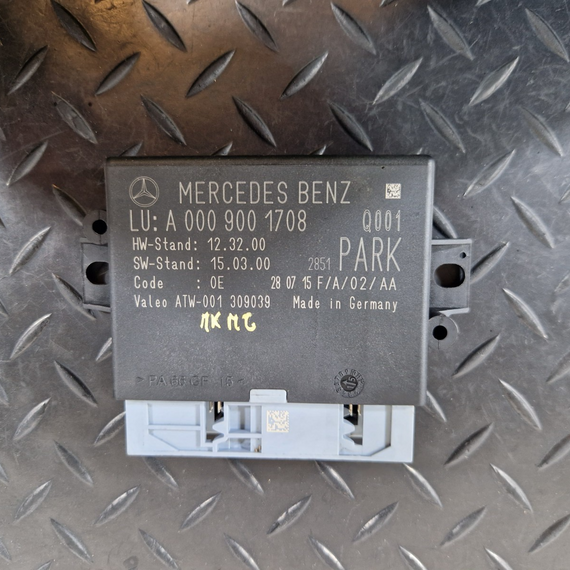 MERCEDES BENZ
LU: A 000 900 1708 Q001
HW-Stand: 12.32.00
SW-Stand: 15.03.00 2851 PARK
Code : 0E 28 07 15 F/A/02/AA
Valeo ATW-001 309039 Made in Germany